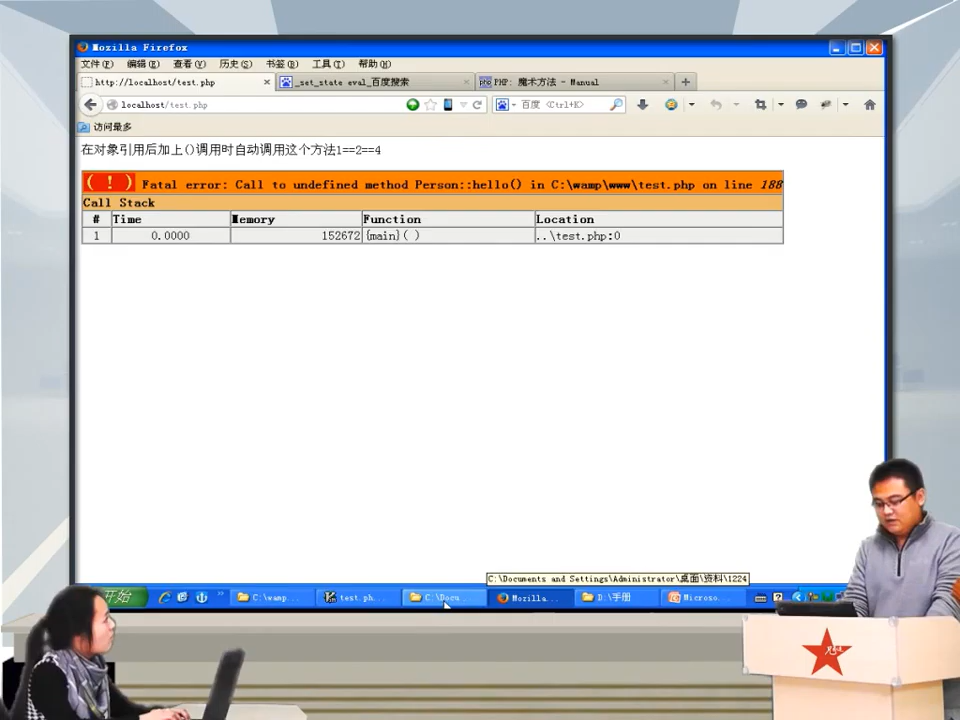 Mozilla Firefox
文件(F) 编辑(E) 查看(V) 历史(S) 书签(B) 工具(T) 帮助(H)
http://localhost/test.php
_set_state eval_百度搜索
PHP: 魔术方法 - Manual
localhost/test.php
百度 <Ctrl+K>
访问最多
在对象引用后加上()调用时自动调用这个方法1==2==4
( ! ) Fatal error: Call to undefined method Person::hello() in C:\wamp\www\test.php on line 188
Call Stack
# Time Memory Function Location
1 0.0000 152672 {main}( ) ..\test.php:0
C:\Documents and Settings\Administrator\桌面\资料\1224
开始 C:\wamp... test.ph... C:\Docu... Mozilla... D:\手册 Microso...